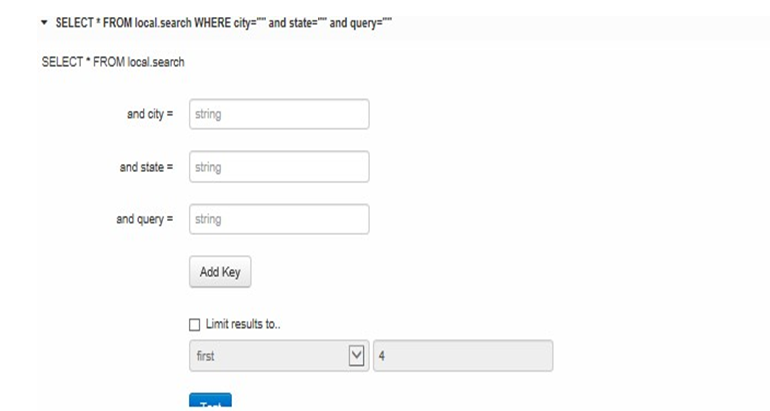 SELECT * FROM local.search WHERE city="" and state="" and query=""
SELECT * FROM local.search
and city = string
and state = string
and query = string
Add Key
Limit results to..
first 4